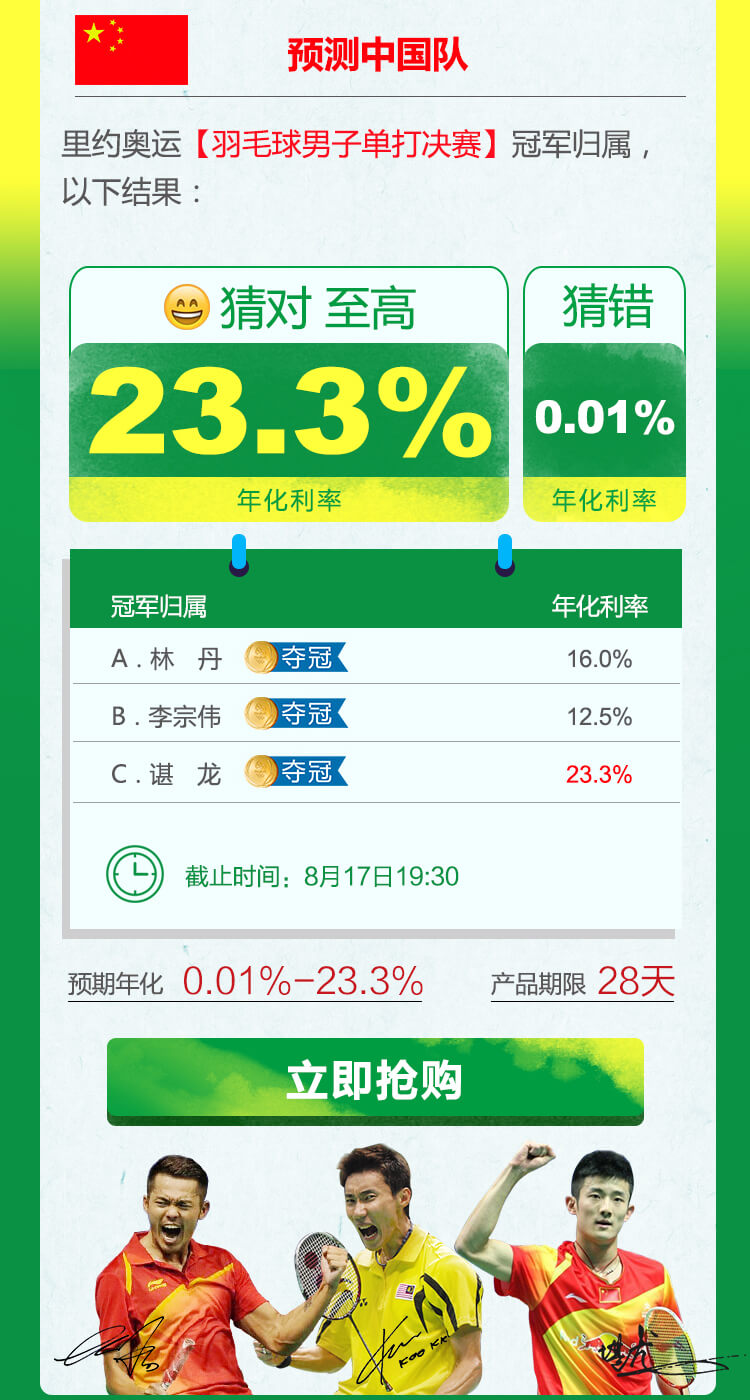 预测中国队
里约奥运【羽毛球男子单打决赛】冠军归属，
以下结果：
猜对 至高
23.3%
年化利率
猜错
0.01%
年化利率
冠军归属 年化利率
A . 林 丹 夺冠 16.0%
B . 李宗伟 夺冠 12.5%
C . 谌 龙 夺冠 23.3%
截止时间：8月17日19:30
预期年化 0.01%-23.3% 产品期限 28天
立即抢购
KOO KK